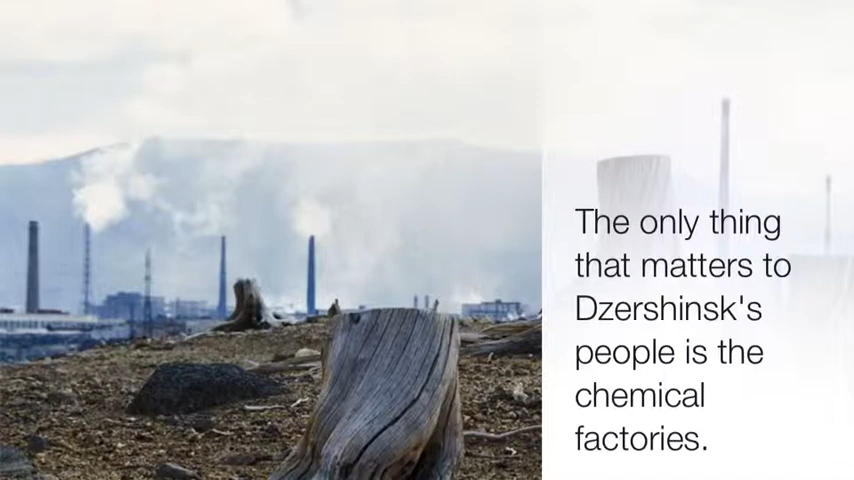 The only thing
that matters to
Dzershinsk's
people is the
chemical
factories.